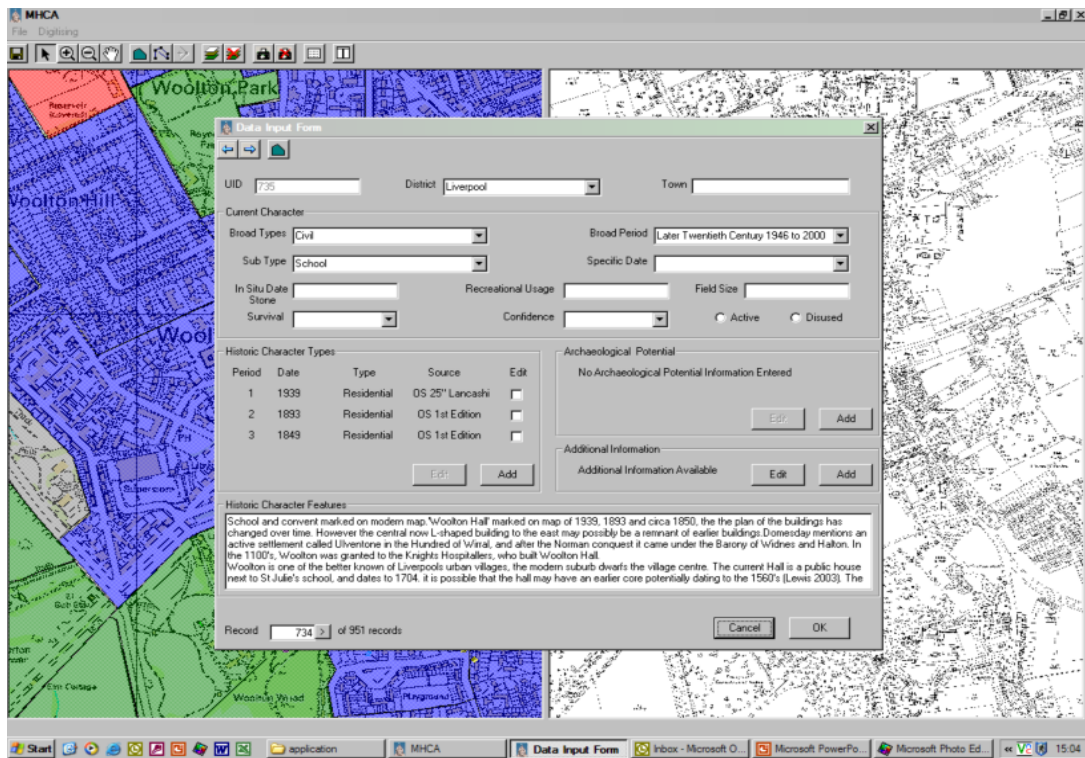 MHCA
File Digitising
Woolton Park
Reservoir
Woolton Hill
Wool
PH
Superstore
Elm Cottage
Woolton Wood
Playground
Data Input Form
UID 735 District Liverpool Town
Current Character
Broad Types Civil Broad Period Later Twentieth Century 1946 to 2000
Sub Type School Specific Date
In Situ Date Recreational Usage Field Size
Stone
Survival Confidence Active Disused
Historic Character Types
Period Date Type Source Edit
1 1939 Residential OS 25" Lancashi
2 1893 Residential OS 1st Edition
3 1849 Residential OS 1st Edition
Edit Add
Archaeological Potential
No Archaeological Potential Information Entered
Edit Add
Additional Information
Additional Information Available Edit Add
Historic Character Features
School and convent marked on modern map.'Woolton Hall' marked on map of 1939, 1893 and circa 1850, the the plan of the buildings has
changed over time. However the central now L-shaped building to the east may possibly be a remnant of earlier buildings.Domesday mentions an
active settlement called Ulventone in the Hundred of Wirral, and after the Norman conquest it came under the Barony of Widnes and Halton. In
the 1100's, Woolton was granted to the Knights Hospitallers, who built Woolton Hall.
Woolton is one of the better known of Liverpools urban villages, the modern suburb dwarfs the village centre. The current Hall is a public house
next to St Julie's school, and dates to 1704. it is possible that the hall may have an earlier core potentially dating to the 1560's (Lewis 2003). The
Record 734 > of 951 records Cancel OK
Start application MHCA Data Input Form Inbox - Microsoft O... Microsoft PowerPo... Microsoft Photo Ed... « 15:04